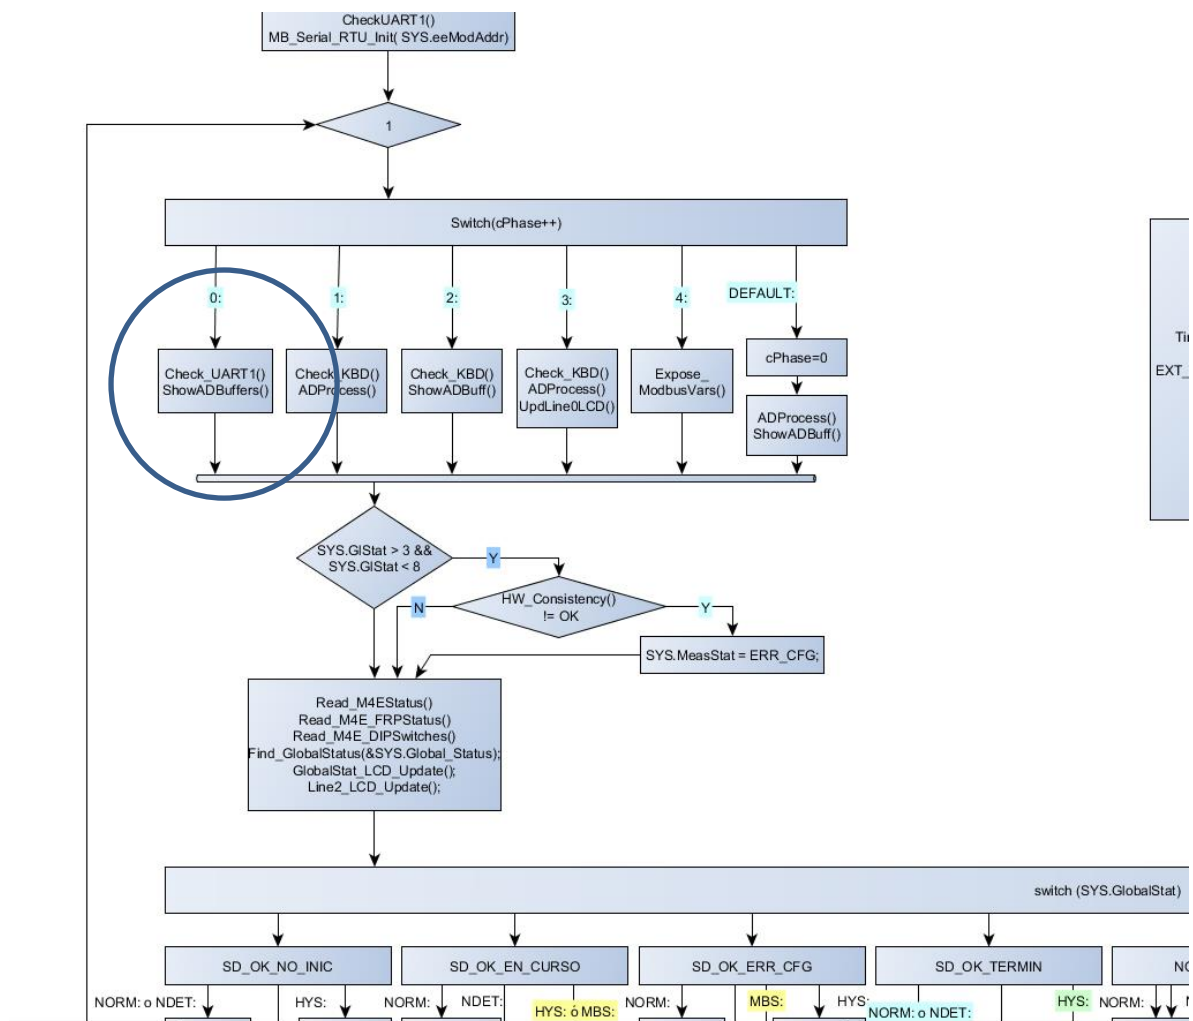 CheckUART1()
MB_Serial_RTU_Init( SYS.eeModAddr)
1
Switch(cPhase++)
0:
1:
2:
3:
4:
DEFAULT:
Check_UART1()
ShowADBuffers()
Check_KBD()
ADProcess()
Check_KBD()
ShowADBuff()
Check_KBD()
ADProcess()
UpdLine0LCD()
Expose_
ModbusVars()
cPhase=0
ADProcess()
ShowADBuff()
EXT_
SYS.GlStat > 3 &&
SYS.GlStat < 8
Y
HW_Consistency()
!= OK
N
Y
SYS.MeasStat = ERR_CFG;
Read_M4EStatus()
Read_M4E_FRPStatus()
Read_M4E_DIPSwitches()
Find_GlobalStatus(&SYS.Global_Status);
GlobalStat_LCD_Update();
Line2_LCD_Update();
switch (SYS.GlobalStat)
SD_OK_NO_INIC
SD_OK_EN_CURSO
SD_OK_ERR_CFG
SD_OK_TERMIN
NORM: o NDET:
HYS:
NORM:
NDET:
HYS: ó MBS:
NORM:
MBS:
HYS:
NORM: o NDET:
HYS:
NORM: